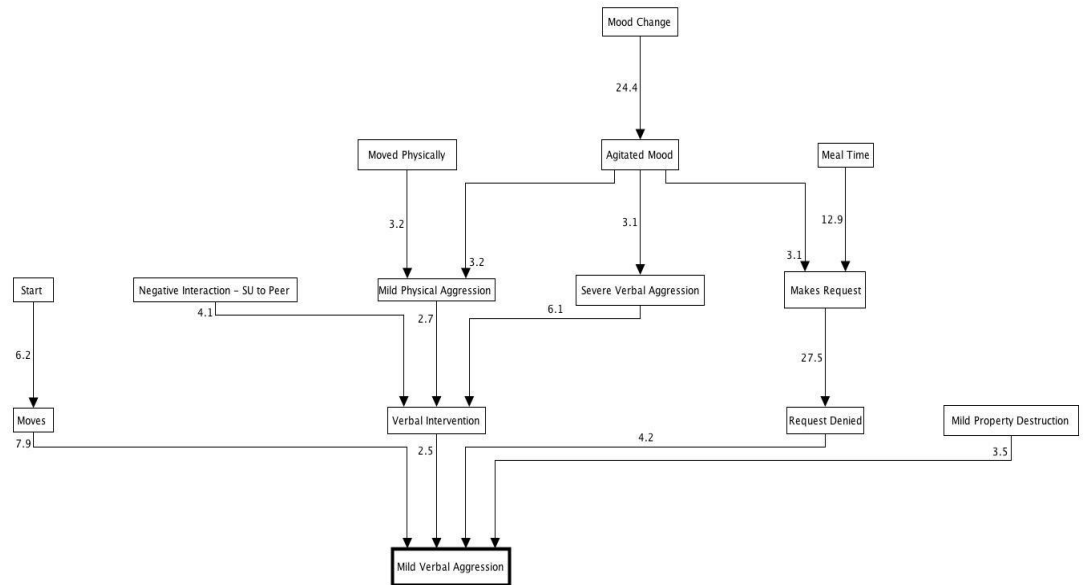 Mood Change
24.4
Moved Physically
Agitated Mood
Meal Time
3.2
3.1
12.9
3.2
3.1
Start
Negative Interaction – SU to Peer
Mild Physical Aggression
Severe Verbal Aggression
Makes Request
4.1
2.7
6.1
6.2
27.5
Moves
Verbal Intervention
Request Denied
Mild Property Destruction
7.9
2.5
4.2
3.5
Mild Verbal Aggression